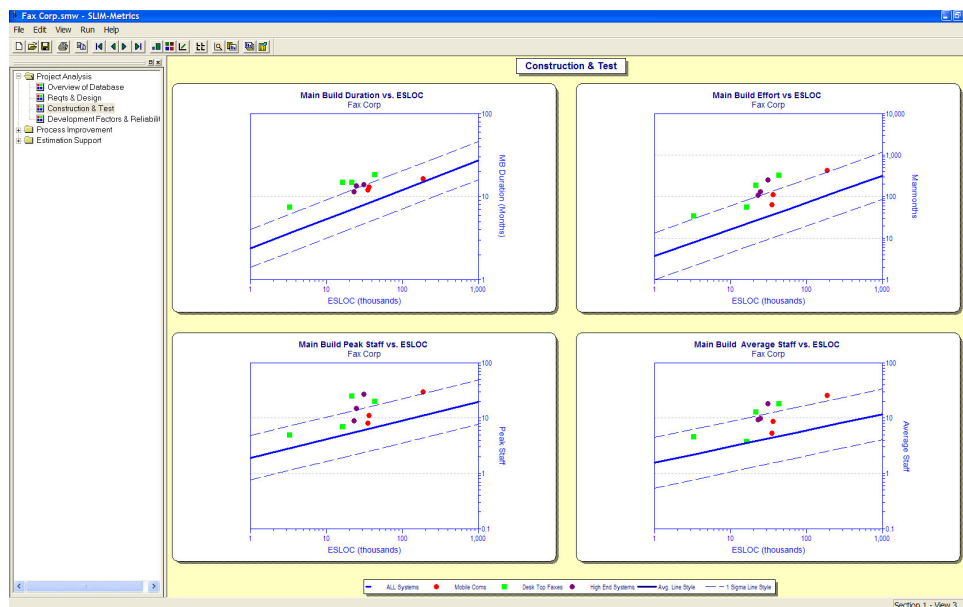 Fax Corp.smw - SLIM-Metrics
File Edit View Run Help
Project Analysis
Overview of Database
Reqts & Design
Construction & Test
Development Factors & Reliabilit
Process Improvement
Estimation Support
Construction & Test
Main Build Duration vs. ESLOC
Fax Corp
100
10
1
MB Duration (Months)
1 10 100 1,000
ESLOC (thousands)
Main Build Effort vs ESLOC
Fax Corp
10,000
1,000
100
10
1
Manmonths
1 10 100 1,000
ESLOC (thousands)
Main Build Peak Staff vs. ESLOC
Fax Corp
100
10
1
0.1
Peak Staff
1 10 100 1,000
ESLOC (thousands)
Main Build Average Staff vs. ESLOC
Fax Corp
100
10
1
0.1
Average Staff
1 10 100 1,000
ESLOC (thousands)
ALL Systems Mobile Coms Desk Top Faxes High End Systems Avg. Line Style 1 Sigma Line Style
Section 1 - View 3